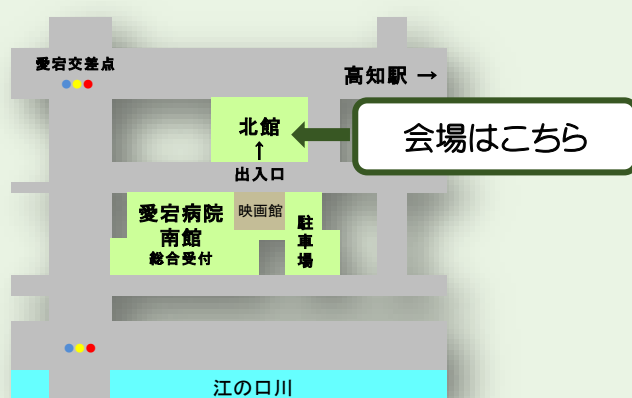 愛宕交差点
高知駅 →
北館
↑
出入口
会場はこちら
愛宕病院
南館
総合受付
映画館
駐車場
江の口川